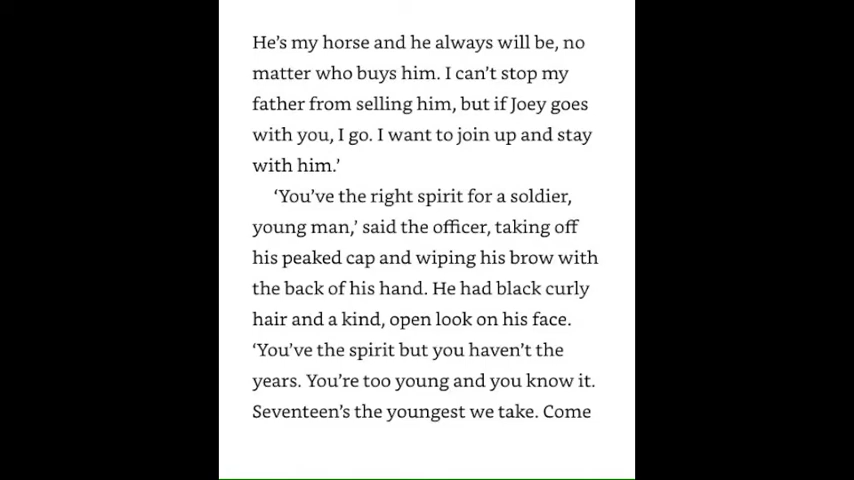 He’s my horse and he always will be, no
matter who buys him. I can’t stop my
father from selling him, but if Joey goes
with you, I go. I want to join up and stay
with him.’
‘You’ve the right spirit for a soldier,
young man,’ said the officer, taking off
his peaked cap and wiping his brow with
the back of his hand. He had black curly
hair and a kind, open look on his face.
‘You’ve the spirit but you haven’t the
years. You’re too young and you know it.
Seventeen’s the youngest we take. Come